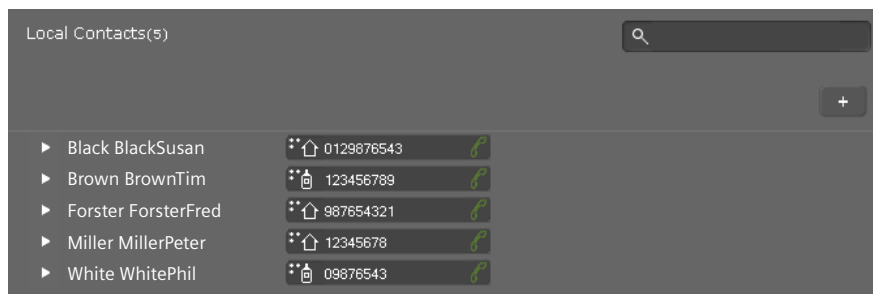 Local Contacts(5)
+
Black BlackSusan 0129876543
Brown BrownTim 123456789
Forster ForsterFred 987654321
Miller MillerPeter 12345678
White WhitePhil 09876543